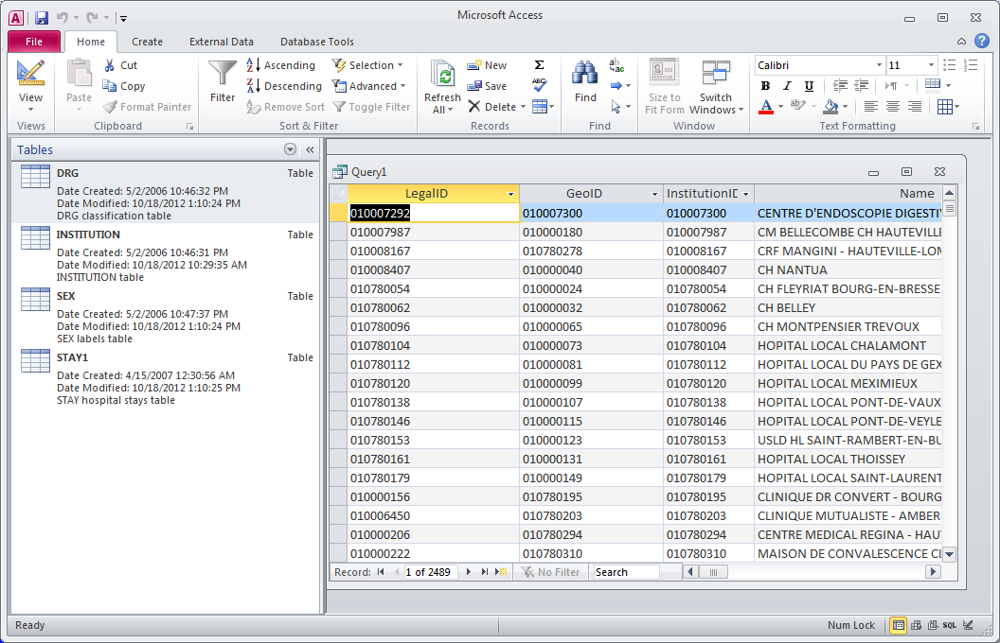 A
Microsoft Access
File Home Create External Data Database Tools
View
Views
Paste
Cut
Copy
Format Painter
Clipboard
Filter
Ascending
Descending
Remove Sort
Selection
Advanced
Toggle Filter
Sort & Filter
Refresh
All
New
Save
Delete
Σ
ABC
Records
Find
ab
ac
Find
Size to
Fit Form
Switch
Windows
Window
Calibri 11
B I U
A ab
Text Formatting
Tables
DRG Table
Date Created: 5/2/2006 10:46:32 PM
Date Modified: 10/18/2012 1:10:24 PM
DRG classification table
INSTITUTION Table
Date Created: 5/2/2006 10:46:31 PM
Date Modified: 10/18/2012 10:29:35 AM
INSTITUTION table
SEX Table
Date Created: 5/2/2006 10:47:37 PM
Date Modified: 10/18/2012 1:10:24 PM
SEX labels table
STAY1 Table
Date Created: 4/15/2007 12:30:56 AM
Date Modified: 10/18/2012 1:10:25 PM
STAY hospital stays table
Query1
LegalID GeoID InstitutionID Name
010007292 010007300 010007300 CENTRE D'ENDOSCOPIE DIGESTIV
010007987 010000180 010007987 CM BELLECOMBE CH HAUTEVILLE
010008167 010780278 010008167 CRF MANGINI - HAUTEVILLE-LOM
010008407 010000040 010008407 CH NANTUA
010780054 010000024 010780054 CH FLEYRIAT BOURG-EN-BRESSE
010780062 010000032 010780062 CH BELLEY
010780096 010000065 010780096 CH MONTPENSIER TREVOUX
010780104 010000073 010780104 HOPITAL LOCAL CHALAMONT
010780112 010000081 010780112 HOPITAL LOCAL DU PAYS DE GEX
010780120 010000099 010780120 HOPITAL LOCAL MEXIMIEUX
010780138 010000107 010780138 HOPITAL LOCAL PONT-DE-VAUX
010780146 010000115 010780146 HOPITAL LOCAL PONT-DE-VEYLE
010780153 010000123 010780153 USLD HL SAINT-RAMBERT-EN-BU
010780161 010000131 010780161 HOPITAL LOCAL THOISSEY
010780179 010000149 010780179 HOPITAL LOCAL SAINT-LAURENT
010000156 010780195 010780195 CLINIQUE DR CONVERT - BOURG
010006450 010780203 010780203 CLINIQUE MUTUALISTE - AMBER
010000206 010780294 010780294 CENTRE MEDICAL REGINA - HAUT
010000222 010780310 010780310 MAISON DE CONVALESCENCE CL
Record: 1 of 2489 No Filter Search
Ready Num Lock SQL